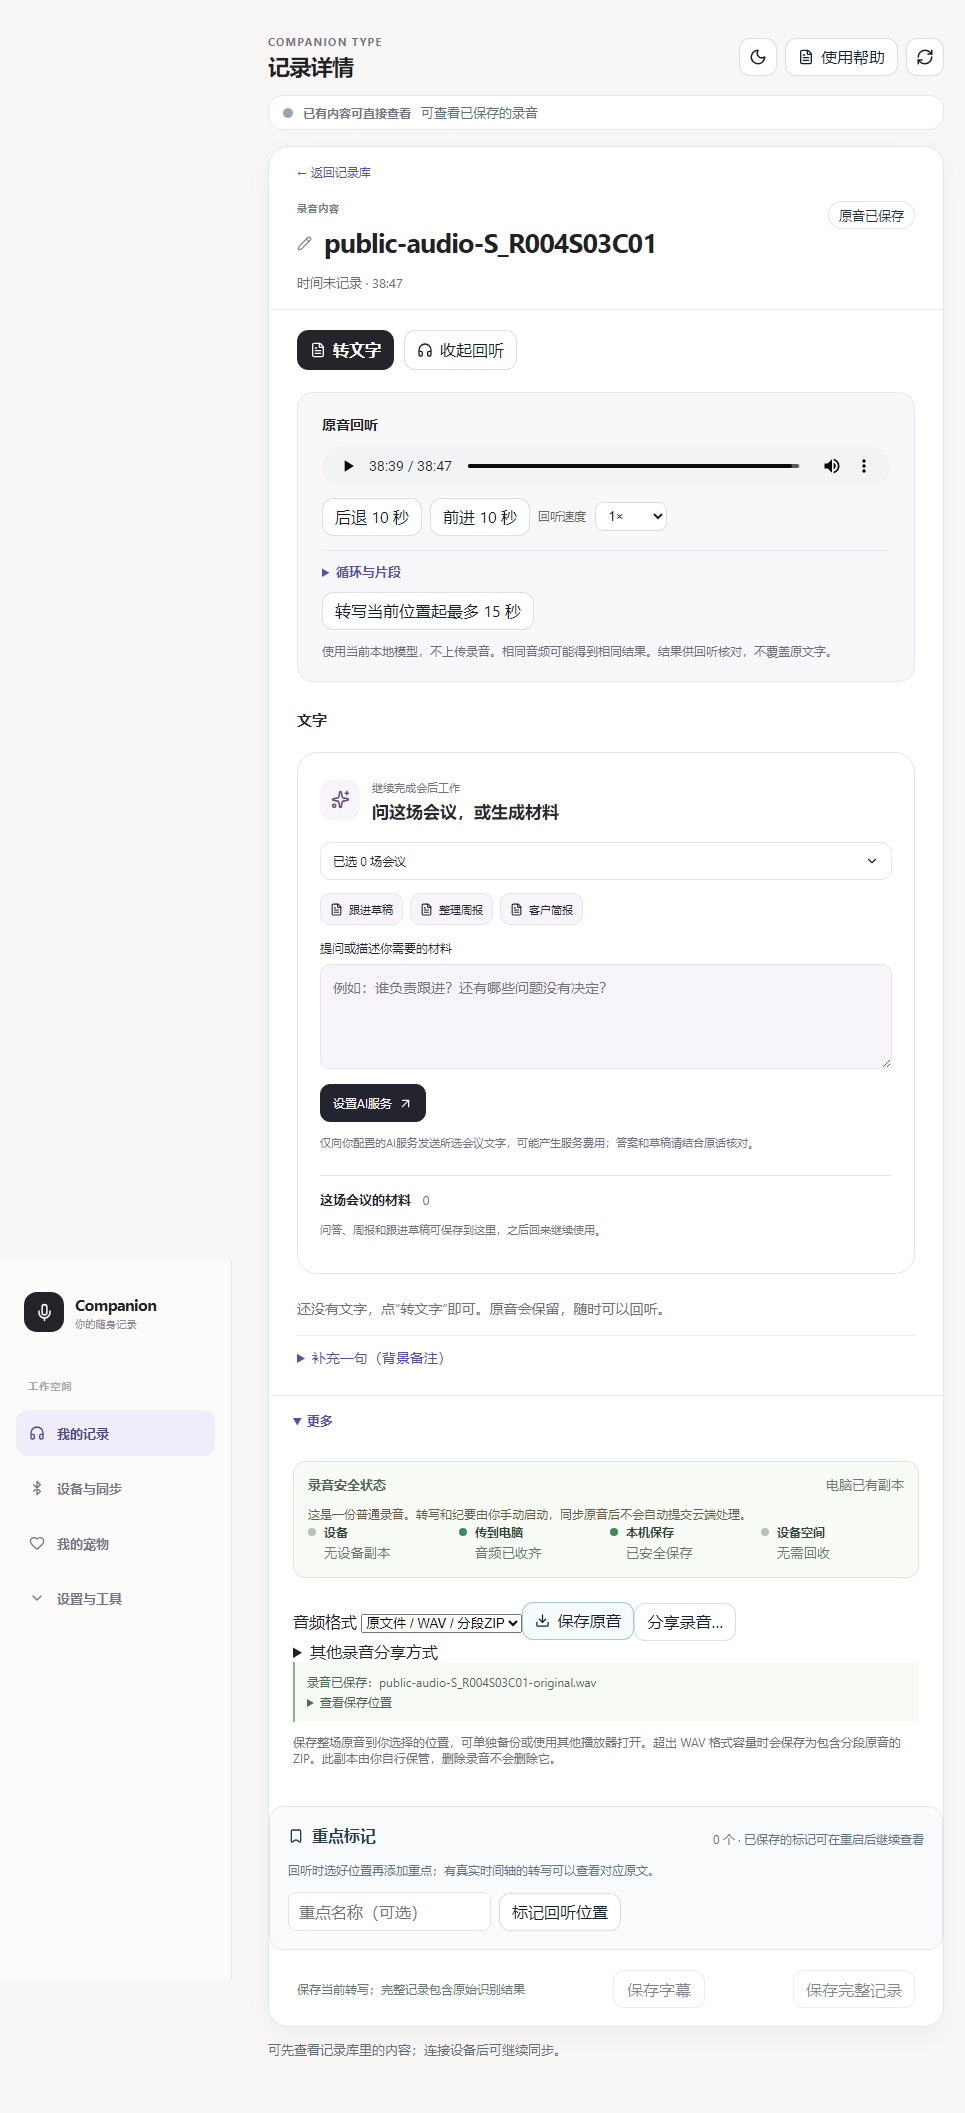 COMPANION TYPE
记录详情
使用帮助
已有内容可直接查看 可查看已保存的录音
← 返回记录库
录音内容
原音已保存
public-audio-S_R004S03C01
时间未记录 · 38:47
转文字
收起回听
原音回听
38:39 / 38:47
后退 10 秒
前进 10 秒
回听速度
1×
循环与片段
转写当前位置起最多 15 秒
使用当前本地模型，不上传录音。相同音频可能得到相同结果。结果供回听核对，不覆盖原文字。
文字
继续完成会后工作
问这场会议，或生成材料
已选 0 场会议
跟进草稿
整理周报
客户简报
提问或描述你需要的材料
例如：谁负责跟进？还有哪些问题没有决定？
设置AI服务
仅向你配置的AI服务发送所选会议文字，可能产生服务费用；答案和草稿请结合原话核对。
这场会议的材料 0
问答、周报和跟进草稿可保存到这里，之后回来继续使用。
还没有文字，点“转文字”即可。原音会保留，随时可以回听。
补充一句（背景备注）
更多
录音安全状态
电脑已有副本
这是一份普通录音。转写和纪要由你手动启动，同步原音后不会自动提交云端处理。
设备
无设备副本
传到电脑
音频已收齐
本机保存
已安全保存
设备空间
无需回收
音频格式
原文件 / WAV / 分段ZIP
保存原音
分享录音...
其他录音分享方式
录音已保存：public-audio-S_R004S03C01-original.wav
查看保存位置
保存整场原音到你选择的位置，可单独备份或使用其他播放器打开。超出 WAV 格式容量时会保存为包含分段原音的
ZIP。此副本由你自行保管，删除录音不会删除它。
重点标记
0 个 · 已保存的标记可在重启后继续查看
回听时选好位置再添加重点；有真实时间轴的转写可以查看对应原文。
重点名称（可选）
标记回听位置
保存当前转写；完整记录包含原始识别结果
保存字幕
保存完整记录
可先查看记录库里的内容；连接设备后可继续同步。
Companion
你的随身记录
工作空间
我的记录
设备与同步
我的宠物
设置与工具